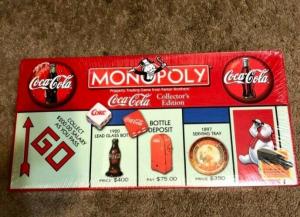 Coca-Cola
MONOPOLY
Coca-Cola
Property Trading Game from Parker Brothers
Coca-Cola Collector's
Edition
COLLECT
$200.00 SALARY
AS YOU PASS
GO
Coke
1900
LEAD GLASS BOTTLE
PRICE $400
BOTTLE
DEPOSIT
PAY $75.00
1897
SERVING TRAY
PRICE $350